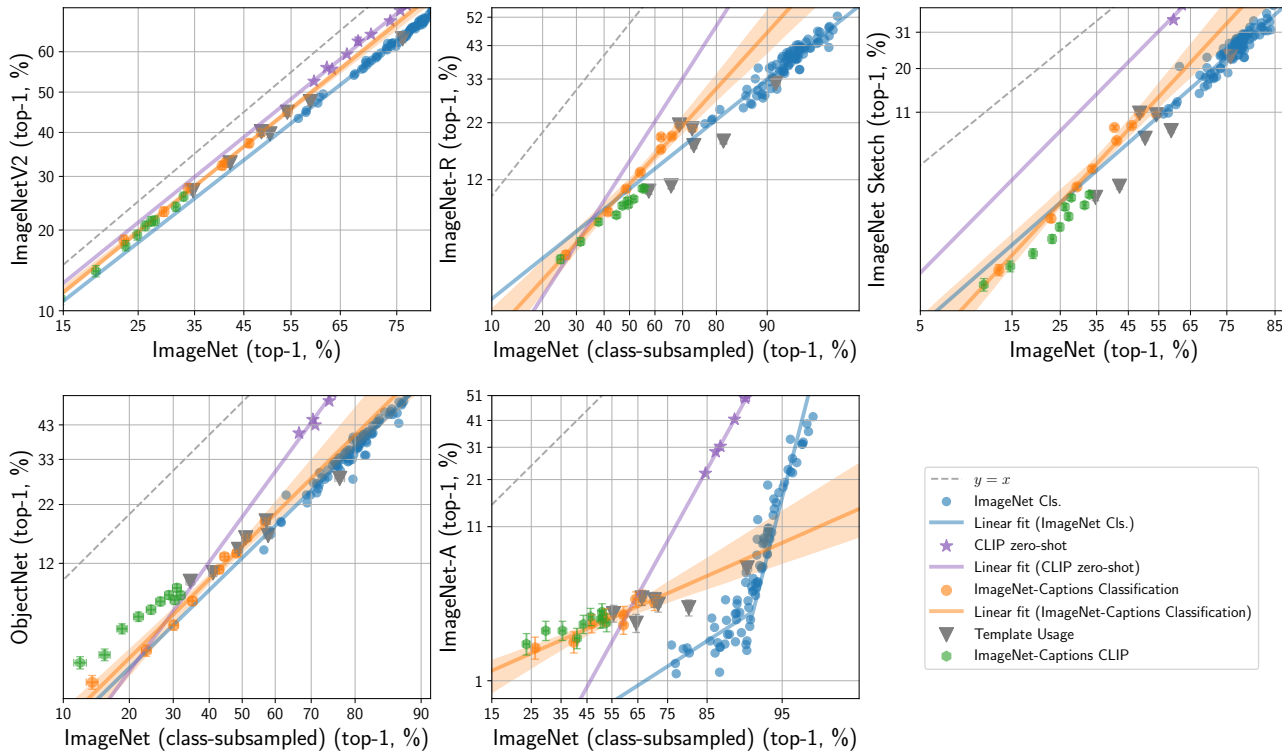 70
60
50
40
30
20
10
ImageNetV2 (top-1, %)
15 25 35 45 55 65 75
ImageNet (top-1, %)
52
43
33
22
12
ImageNet-R (top-1, %)
10 20 30 40 50 60 70 80 90
ImageNet (class-subsampled) (top-1, %)
31
20
11
ImageNet Sketch (top-1, %)
5 15 25 35 45 55 65 75 85
ImageNet (top-1, %)
43
33
22
12
ObjectNet (top-1, %)
10 20 30 40 50 60 70 80 90
ImageNet (class-subsampled) (top-1, %)
51
41
31
21
11
1
ImageNet-A (top-1, %)
15 25 35 45 55 65 75 85 95
ImageNet (class-subsampled) (top-1, %)
y = x
ImageNet Cls.
Linear fit (ImageNet Cls.)
CLIP zero-shot
Linear fit (CLIP zero-shot)
ImageNet-Captions Classification
Linear fit (ImageNet-Captions Classification)
Template Usage
ImageNet-Captions CLIP